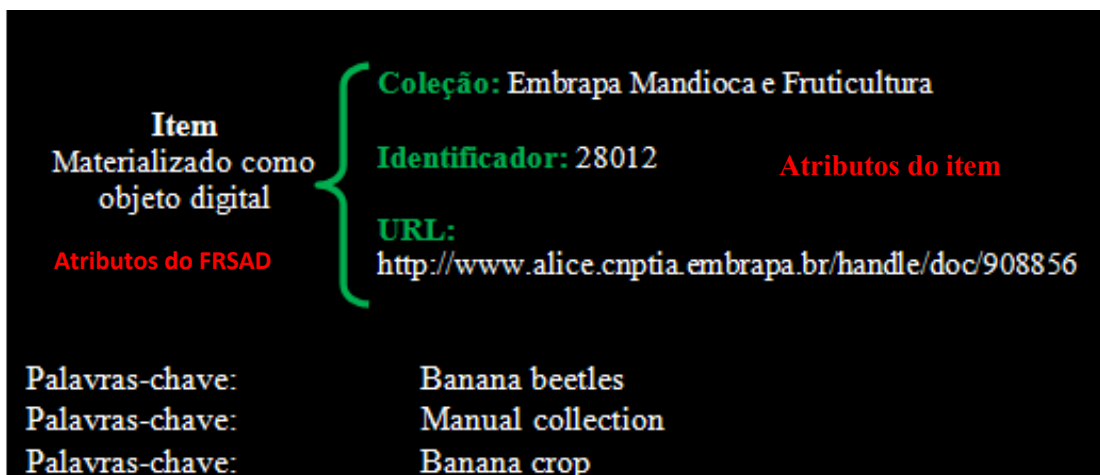 Coleção: Embrapa Mandioca e Fruticultura
Item
Materializado como
objeto digital
Identificador: 28012
Atributos do item
Atributos do FRSAD
URL:
http://www.alice.cnptia.embrapa.br/handle/doc/908856
Palavras-chave: Banana beetles
Palavras-chave: Manual collection
Palavras-chave: Banana crop